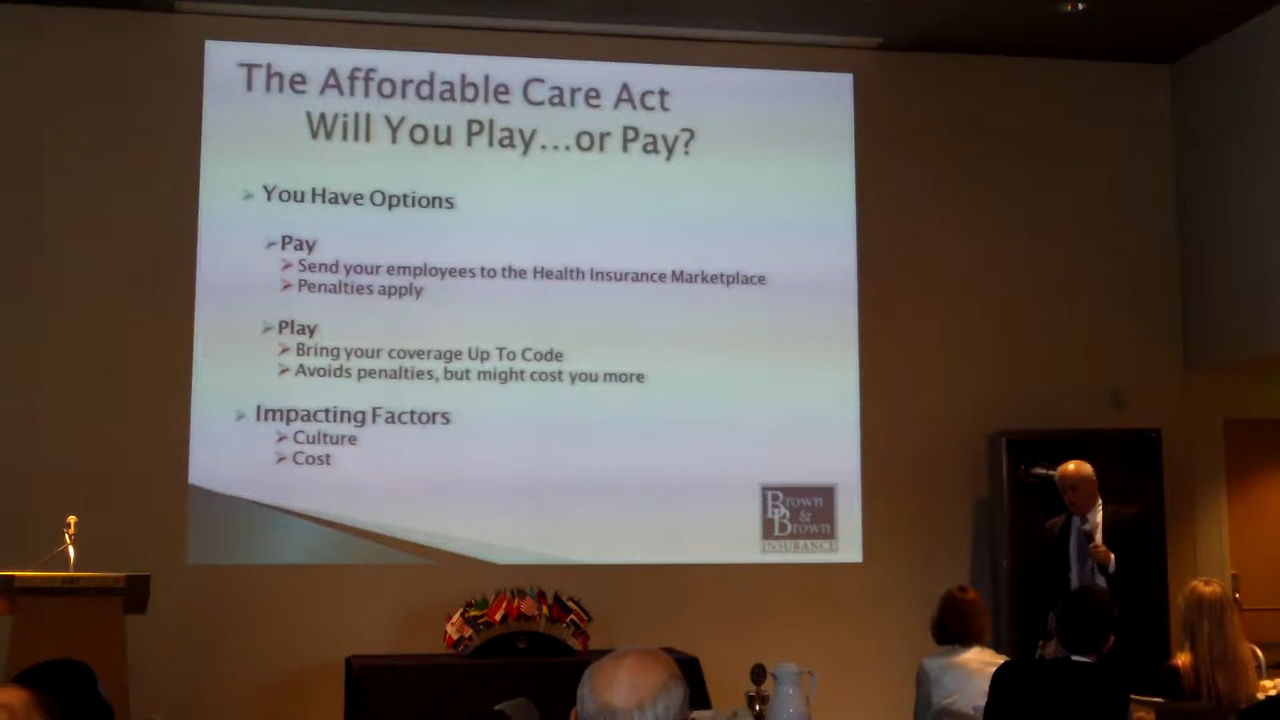 The Affordable Care Act
Will You Play...or Pay?
You Have Options
Pay
Send your employees to the Health Insurance Marketplace
Penalties apply
Play
Bring your coverage Up To Code
Avoids penalties, but might cost you more
Impacting Factors
Culture
Cost
Brown
&
Brown
INSURANCE